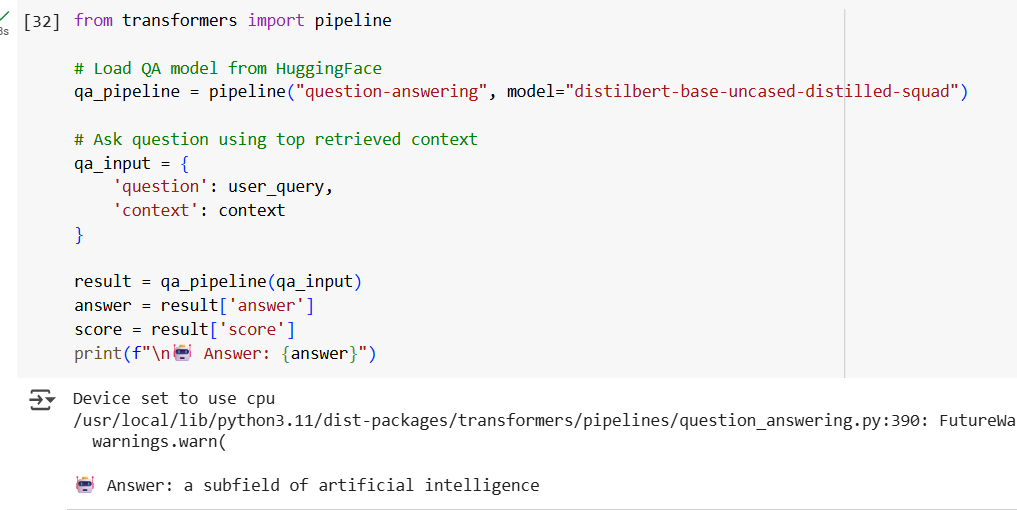 [32] from transformers import pipeline
3s
# Load QA model from HuggingFace
qa_pipeline = pipeline("question-answering", model="distilbert-base-uncased-distilled-squad")
# Ask question using top retrieved context
qa_input = {
    'question': user_query,
    'context': context
}
result = qa_pipeline(qa_input)
answer = result['answer']
score = result['score']
print(f"\n🤖 Answer: {answer}")
Device set to use cpu
/usr/local/lib/python3.11/dist-packages/transformers/pipelines/question_answering.py:390: FutureWa
  warnings.warn(
🤖 Answer: a subfield of artificial intelligence